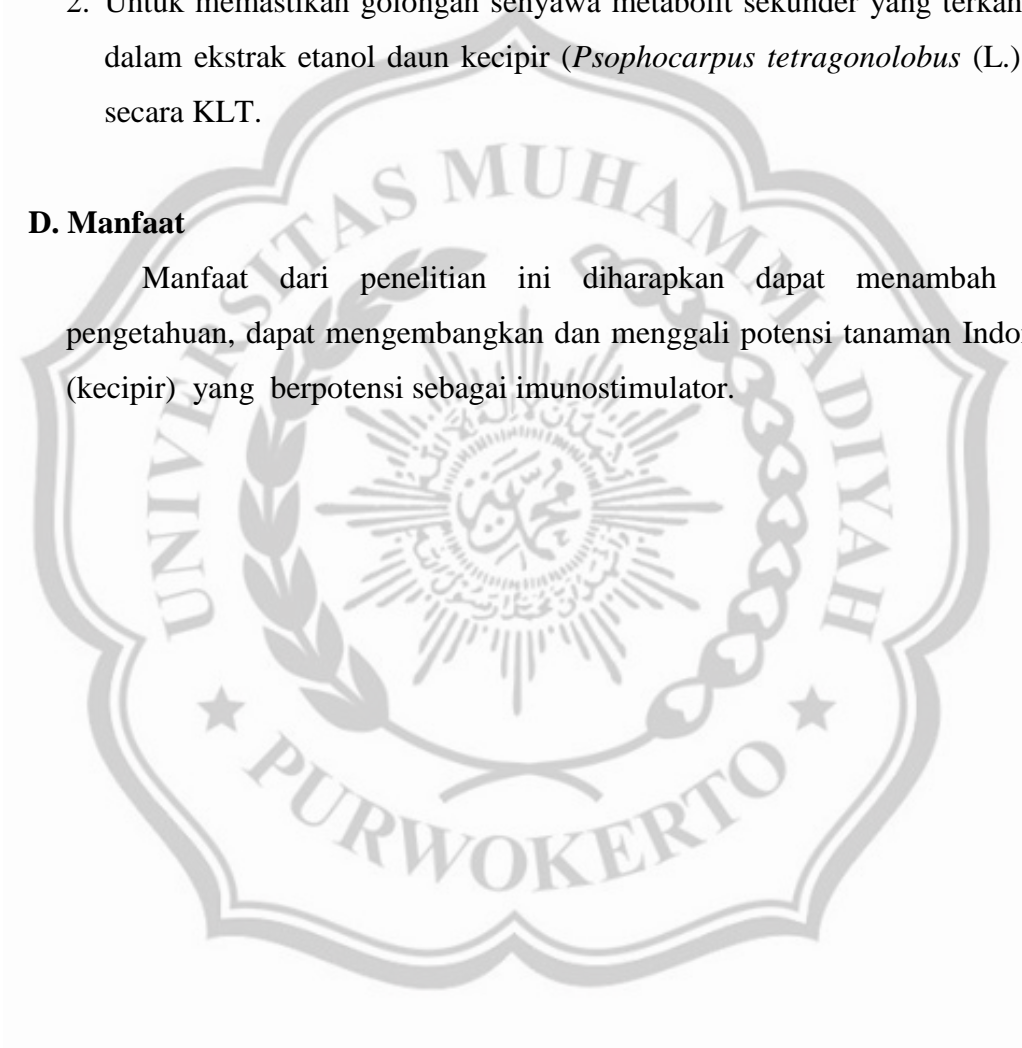 2. Untuk memastikan golongan senyawa metabolit sekunder yang terkan
dalam ekstrak etanol daun kecipir (Psophocarpus tetragonolobus (L.)
secara KLT.
D. Manfaat
Manfaat dari penelitian ini diharapkan dapat menambah
pengetahuan, dapat mengembangkan dan menggali potensi tanaman Indo
(kecipir) yang berpotensi sebagai imunostimulator.
UNIVERSITAS MUHAMMADIYAH
PURWOKERTO